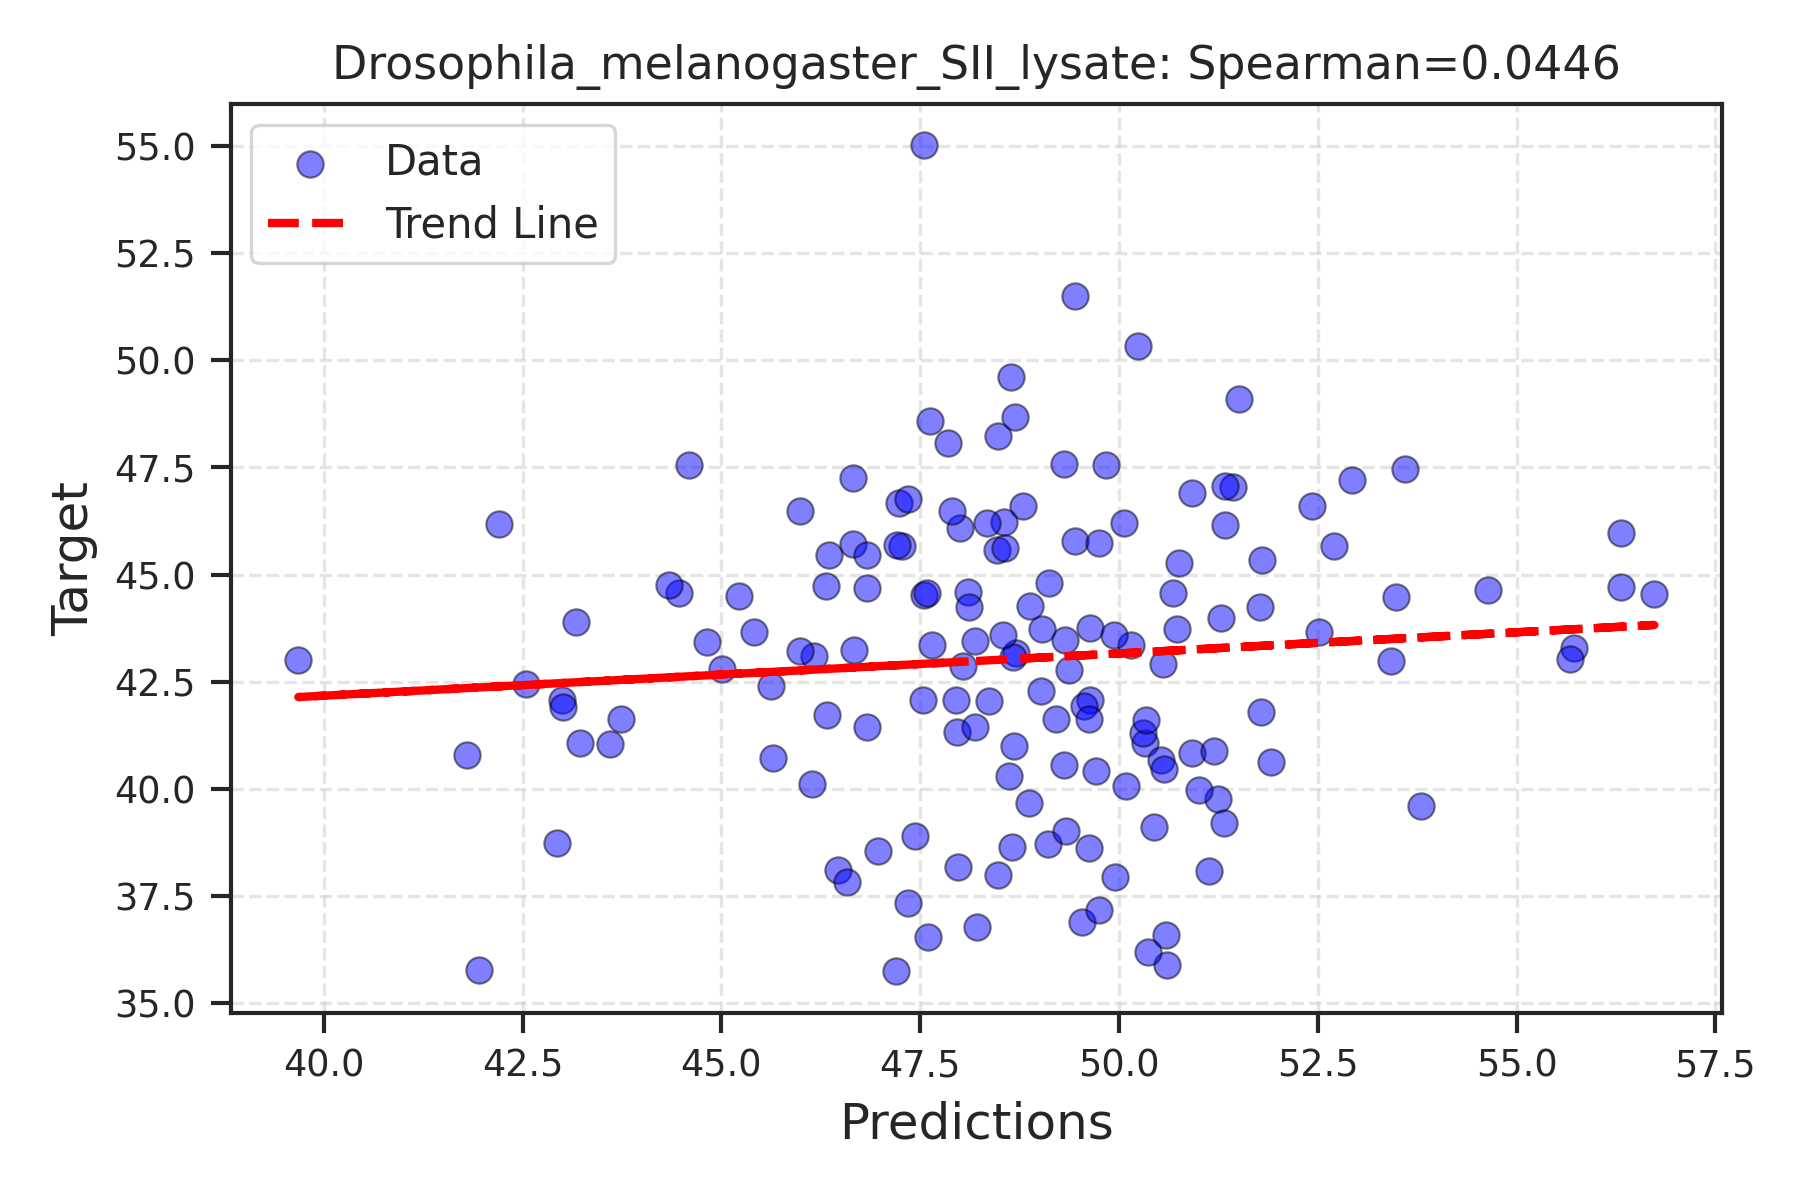 Drosophila_melanogaster_SII_lysate: Spearman=0.0446
Data
Trend Line
55.0
52.5
50.0
47.5
45.0
42.5
40.0
37.5
35.0
Target
40.0 42.5 45.0 47.5 50.0 52.5 55.0 57.5
Predictions